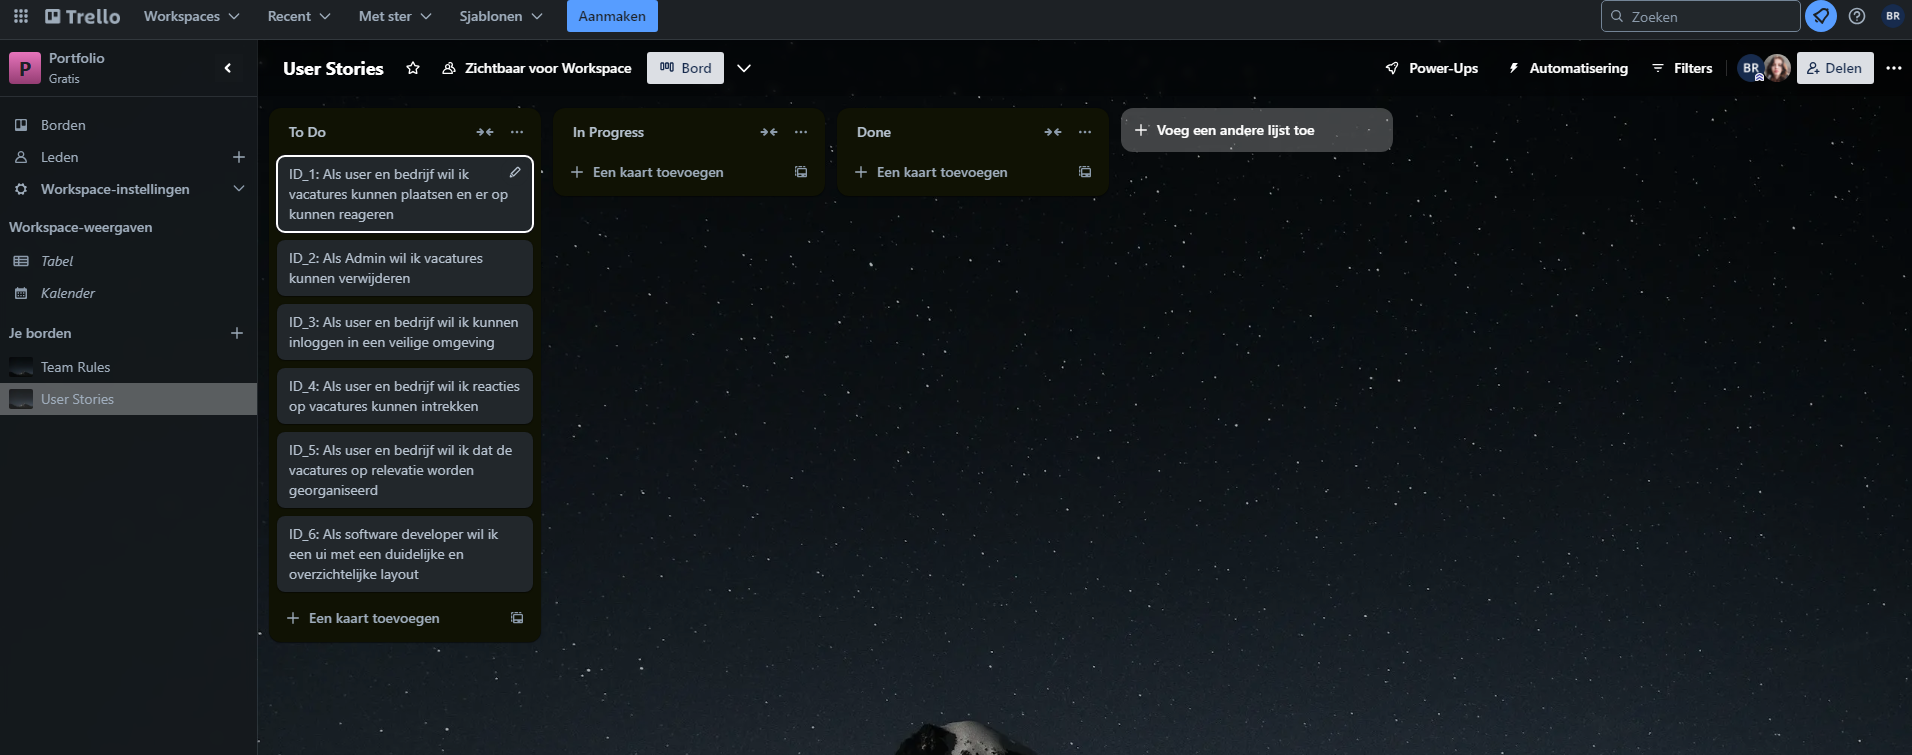 Trello
Workspaces
Recent
Met ster
Sjablonen
Aanmaken
Zoeken
BR
P
Portfolio
Gratis
User Stories
Zichtbaar voor Workspace
Bord
Power-Ups
Automatisering
Filters
BR
Delen
Borden
Leden
Workspace-instellingen
Workspace-weergaven
Tabel
Kalender
Je borden
Team Rules
User Stories
To Do
ID_1: Als user en bedrijf wil ik
vacatures kunnen plaatsen en er op
kunnen reageren
ID_2: Als Admin wil ik vacatures
kunnen verwijderen
ID_3: Als user en bedrijf wil ik kunnen
inloggen in een veilige omgeving
ID_4: Als user en bedrijf wil ik reacties
op vacatures kunnen intrekken
ID_5: Als user en bedrijf wil ik dat de
vacatures op relevatie worden
georganiseerd
ID_6: Als software developer wil ik
een ui met een duidelijke en
overzichtelijke layout
Een kaart toevoegen
In Progress
Een kaart toevoegen
Done
Een kaart toevoegen
Voeg een andere lijst toe